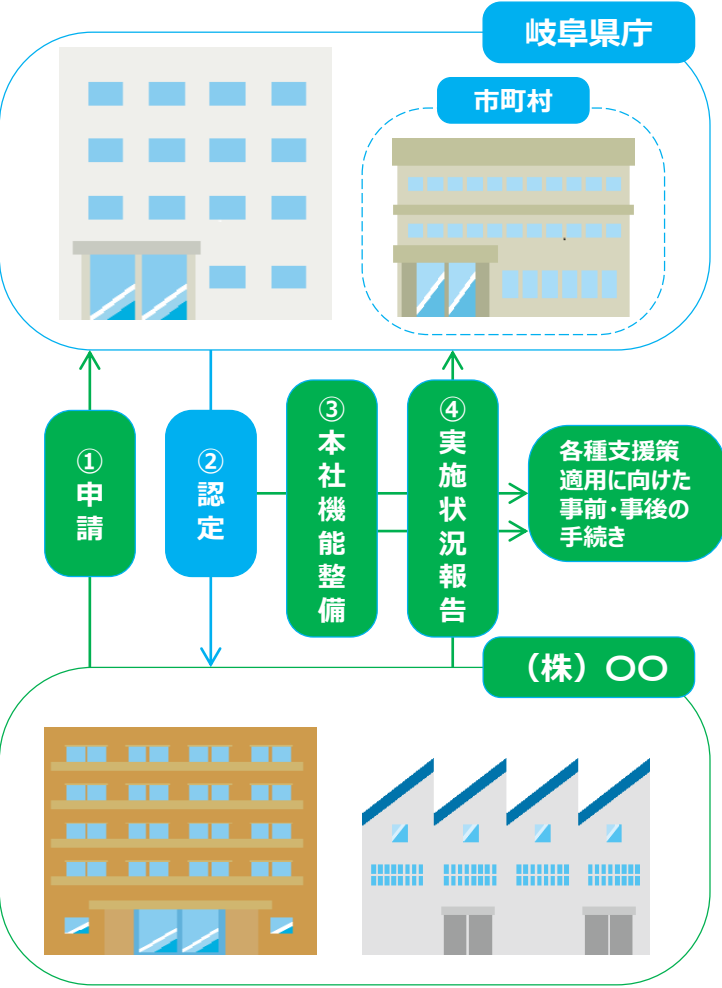 岐阜県庁
市町村
①申請
②認定
③本社機能整備
④実施状況報告
各種支援策
適用に向けた
事前・事後の
手続き
（株）〇〇